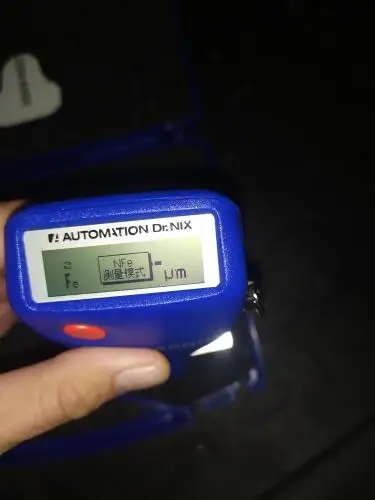 AUTOMATION Dr. NIX
NFe
测量模式
Fe
μm